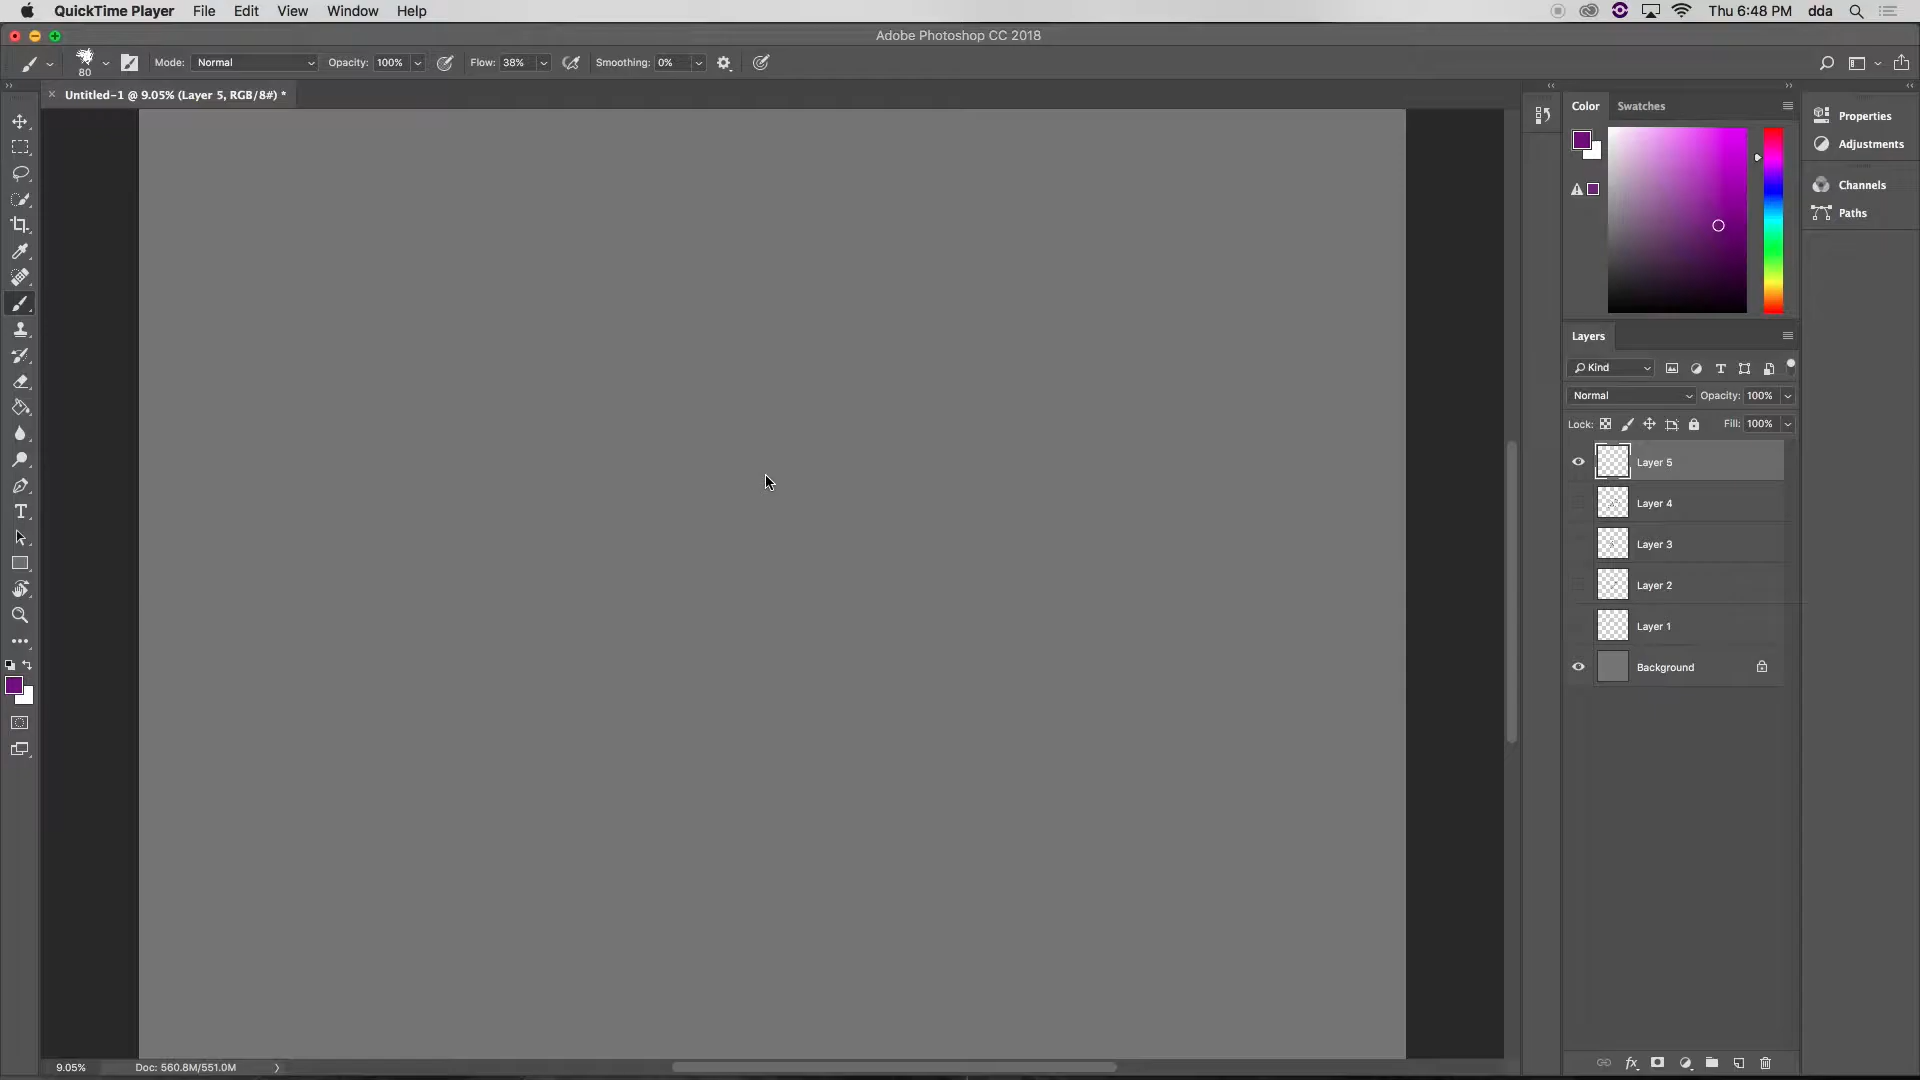 QuickTime Player File Edit View Window Help Thu 6:48 PM dda
Adobe Photoshop CC 2018
80 Mode: Normal Opacity: 100% Flow: 38% Smoothing: 0%
Untitled-1 @ 9.05% (Layer 5, RGB/8#) *
Color Swatches
Properties
Adjustments
Channels
Paths
Layers
Kind
Normal Opacity: 100%
Lock: Fill: 100%
Layer 5
Layer 4
Layer 3
Layer 2
Layer 1
Background
9.05% Doc: 560.8M/551.0M